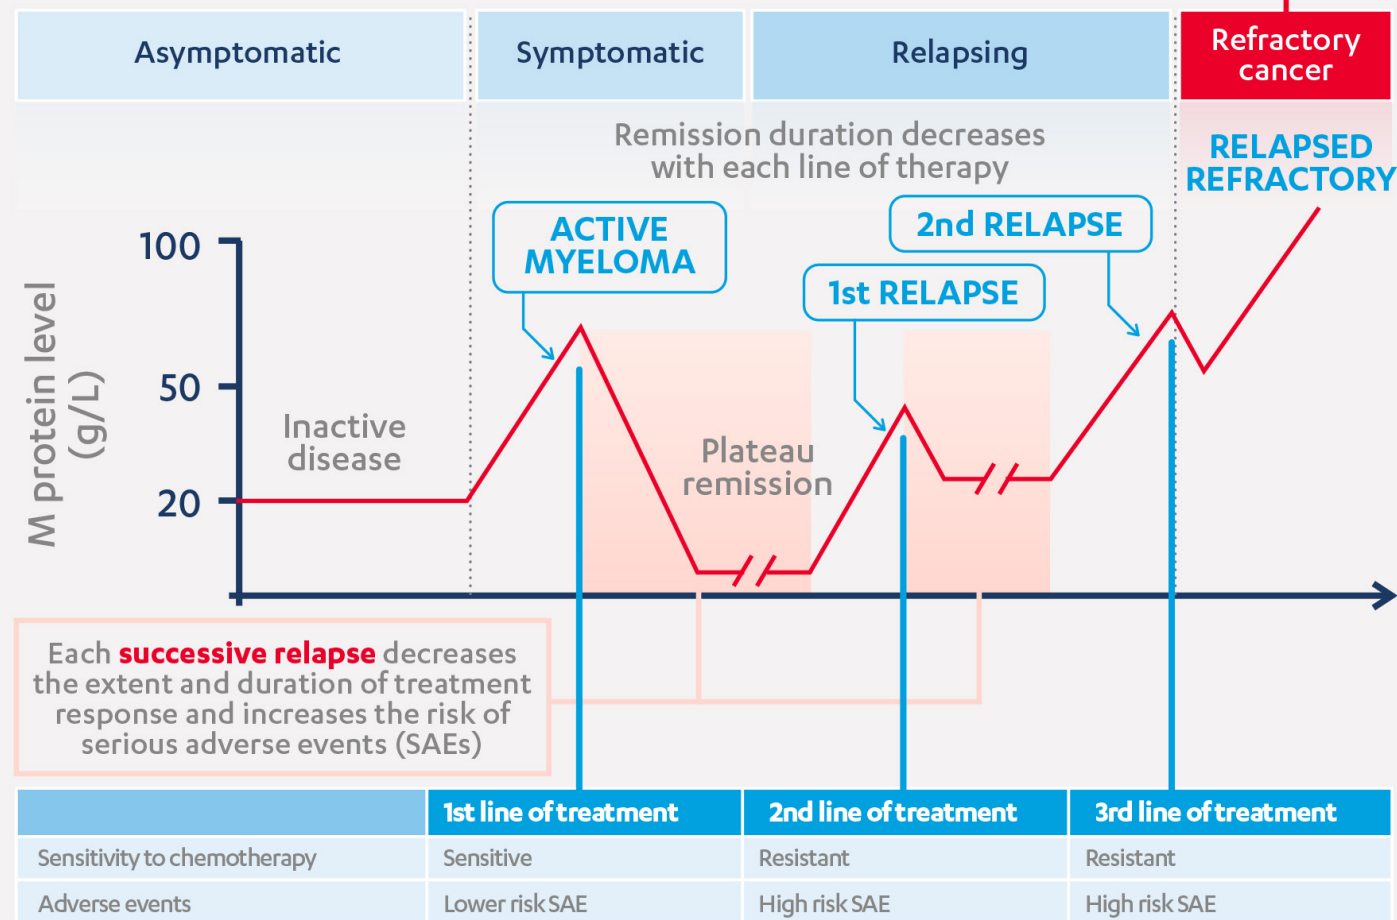 Asymptomatic
Symptomatic
Relapsing
Refractory
cancer
Remission duration decreases
with each line of therapy
RELAPSED
REFRACTORY
ACTIVE
MYELOMA
2nd RELAPSE
1st RELAPSE
M protein level
(g/L)
100
50
20
Inactive
disease
Plateau
remission
Each successive relapse decreases
the extent and duration of treatment
response and increases the risk of
serious adverse events (SAEs)
1st line of treatment
2nd line of treatment
3rd line of treatment
Sensitivity to chemotherapy
Sensitive
Resistant
Resistant
Adverse events
Lower risk SAE
High risk SAE
High risk SAE